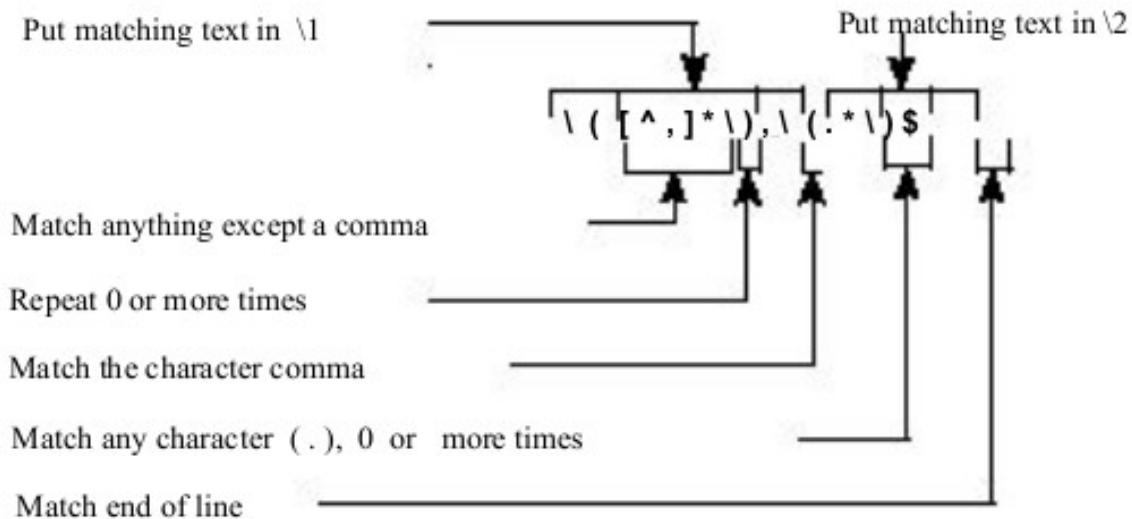 Put matching text in \1
Put matching text in \2
\([^,]*\),\(.*\)$
Match anything except a comma
Repeat 0 or more times
Match the character comma
Match any character (.), 0 or more times
Match end of line